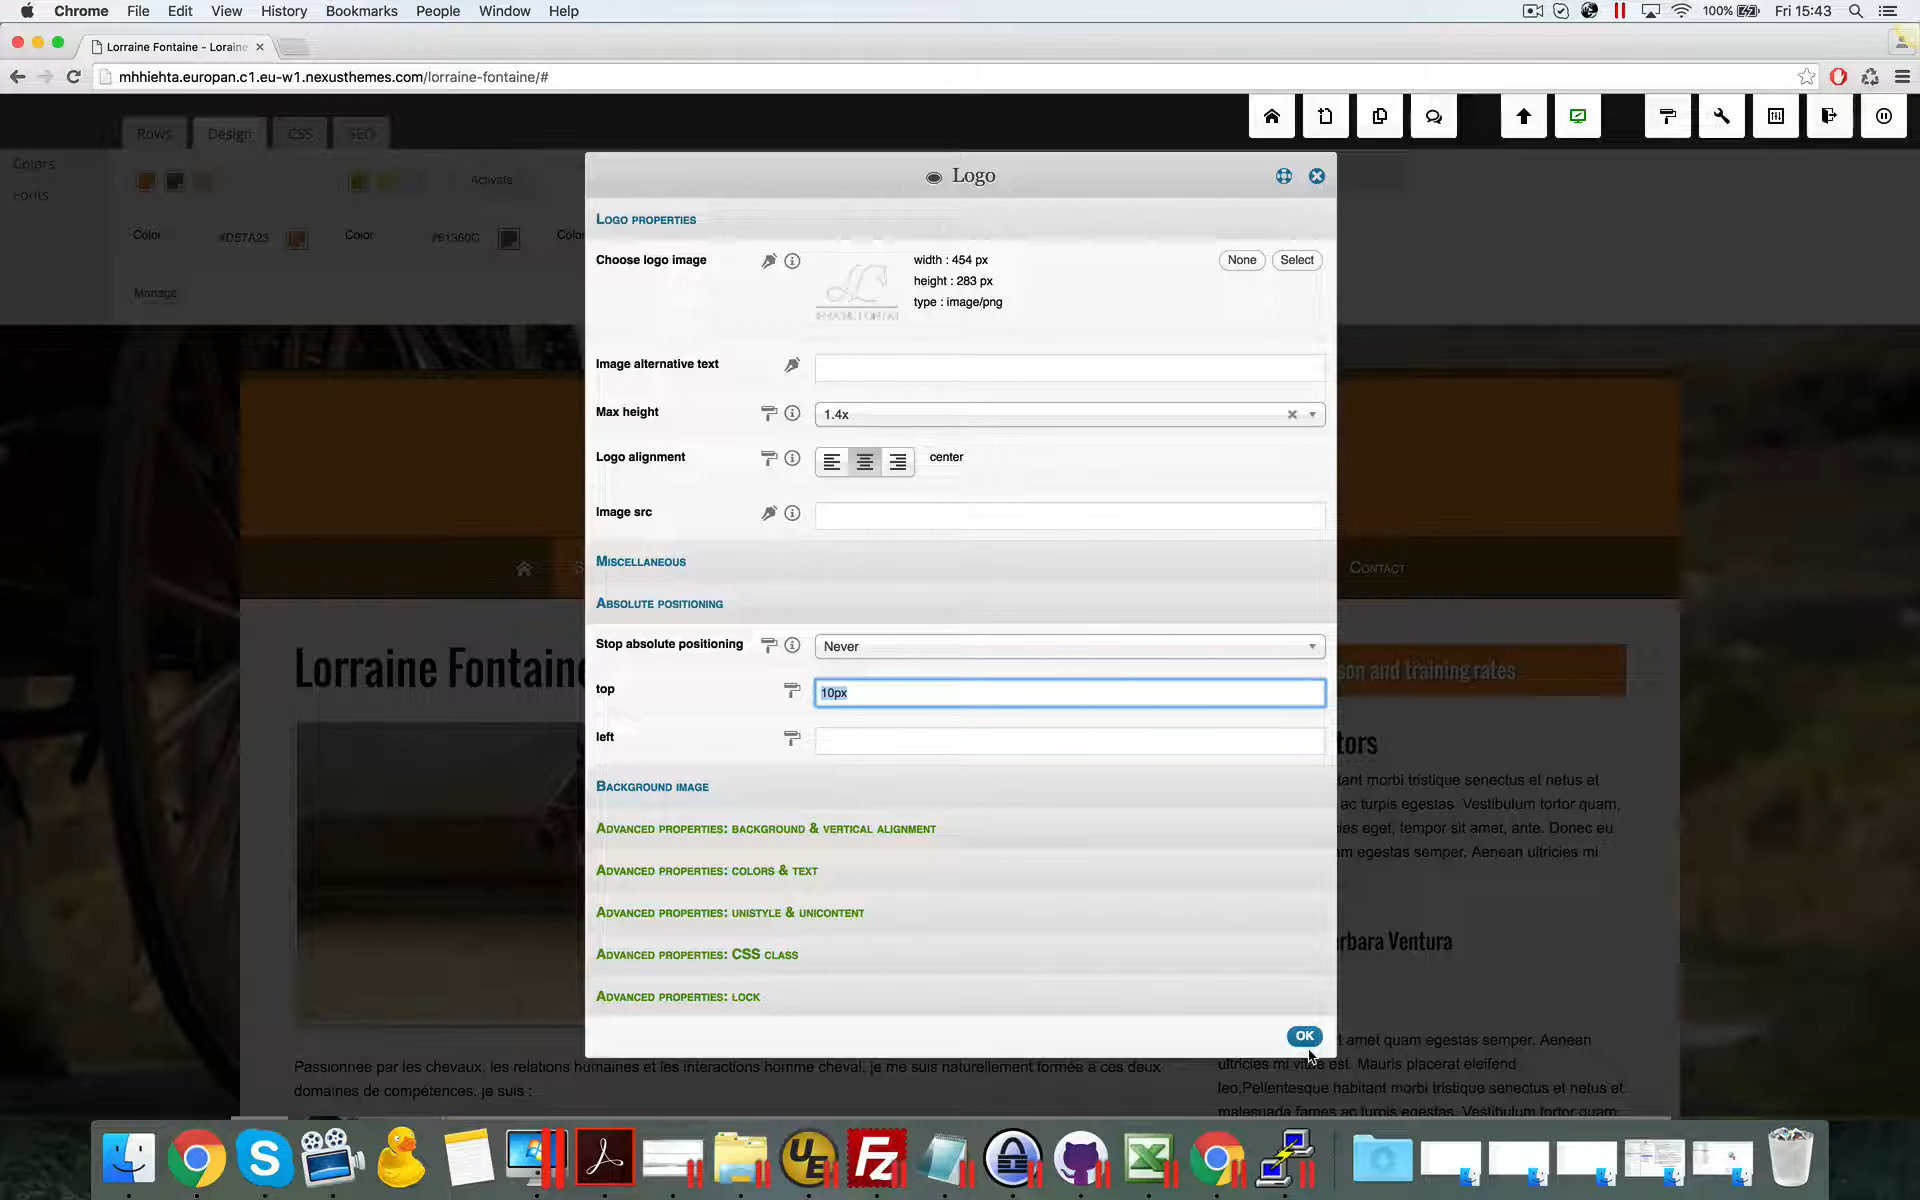 Chrome File Edit View History Bookmarks People Window Help 100% Fri 15:43
Lorraine Fontaine - Loraine
mhhiehta.europan.c1.eu-w1.nexusthemes.com/lorraine-fontaine/#
Rows Design CSS SEO
Colors
Fonts
Activate
Color #D57A23 Color #61360C Color
Manage
Logo
Logo properties
Choose logo image
width : 454 px
height : 283 px
type : image/png
None Select
Image alternative text
Max height 1.4x
Logo alignment center
Image src
Miscellaneous
Contact
Absolute positioning
Stop absolute positioning Never
top 10px
left
Lorraine Fontaine
son and training rates
tors
ant morbi tristique senectus et netus et
ac turpis egestas. Vestibulum tortor quam,
ies eget, tempor sit amet, ante. Donec eu
m egestas semper. Aenean ultricies mi
Background image
Advanced properties: background & vertical alignment
Advanced properties: colors & text
Advanced properties: unistyle & unicontent
Advanced properties: CSS class
Advanced properties: lock
rbara Ventura
OK
t amet quam egestas semper. Aenean
ultricies mi vitae est. Mauris placerat eleifend
leo.Pellentesque habitant morbi tristique senectus et netus et
malesuada fames ac turpis egestas. Vestibulum tortor quam
Passionnee par les chevaux, les relations humaines et les interactions homme cheval, je me suis naturellement formée a ces deux
domaines de compétences. je suis :
UE
Fz